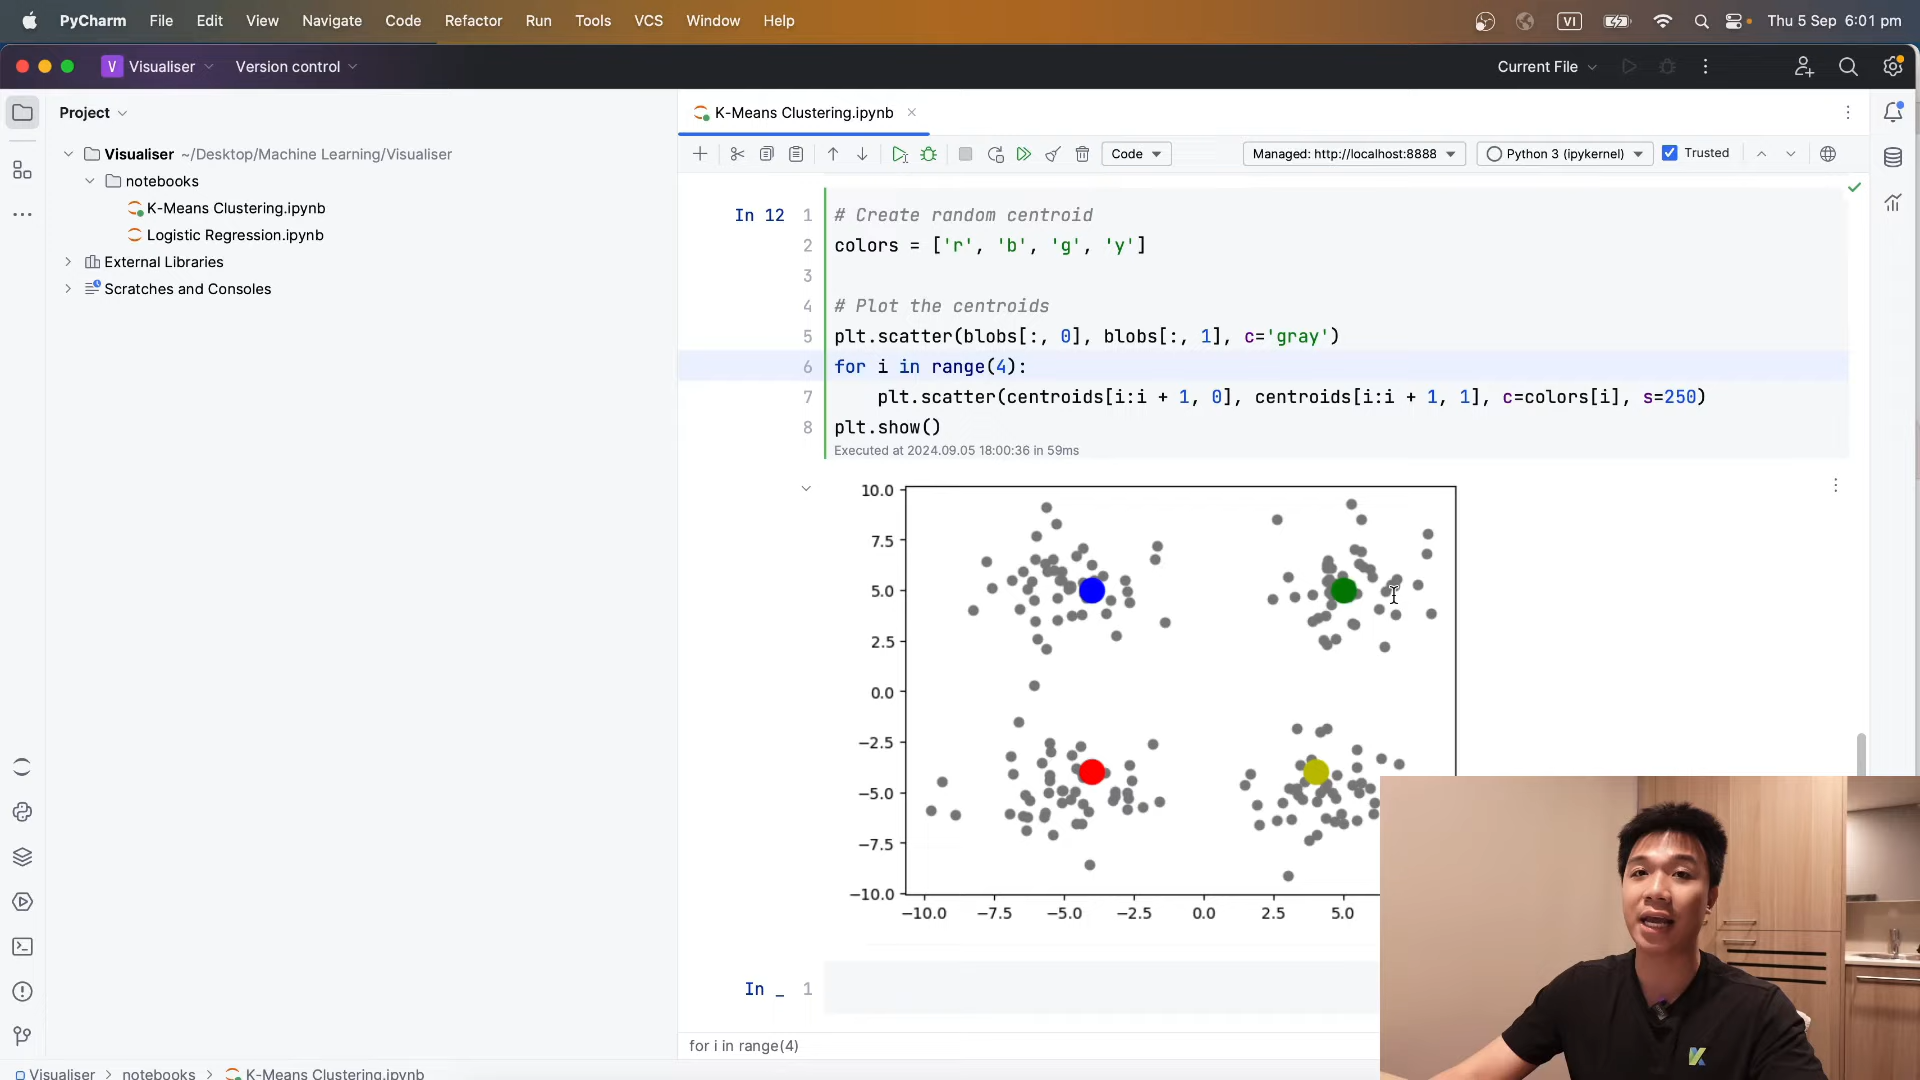 PyCharm File Edit View Navigate Code Refactor Run Tools VCS Window Help VI Thu 5 Sep 6:01 pm
V Visualiser Version control Current File
Project
K-Means Clustering.ipynb
Code Managed: http://localhost:8888 Python 3 (ipykernel) Trusted
Visualiser ~/Desktop/Machine Learning/Visualiser
notebooks
K-Means Clustering.ipynb
Logistic Regression.ipynb
External Libraries
Scratches and Consoles
In 12 1 # Create random centroid
2 colors = ['r', 'b', 'g', 'y']
3
4 # Plot the centroids
5 plt.scatter(blobs[:, 0], blobs[:, 1], c='gray')
6 for i in range(4):
7 plt.scatter(centroids[i:i + 1, 0], centroids[i:i + 1, 1], c=colors[i], s=250)
8 plt.show()
Executed at 2024.09.05 18:00:36 in 59ms
10.0
7.5
5.0
2.5
0.0
−2.5
−5.0
−7.5
−10.0
−10.0 −7.5 −5.0 −2.5 0.0 2.5 5.0
In _ 1
for i in range(4)
Visualiser > notebooks > K-Means Clustering.ipynb